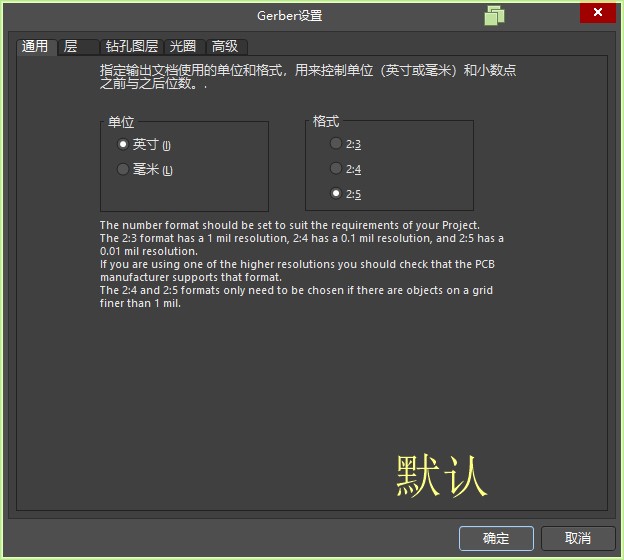 Gerber设置
通用 层 钻孔图层 光圈 高级
指定输出文档使用的单位和格式，用来控制单位（英寸或毫米）和小数点
之前与之后位数。.
单位
英寸 (I)
毫米 (L)
格式
2:3
2:4
2:5
The number format should be set to suit the requirements of your Project.
The 2:3 format has a 1 mil resolution, 2:4 has a 0.1 mil resolution, and 2:5 has a
0.01 mil resolution.
If you are using one of the higher resolutions you should check that the PCB
manufacturer supports that format.
The 2:4 and 2:5 formats only need to be chosen if there are objects on a grid
finer than 1 mil.
默认
确定 取消